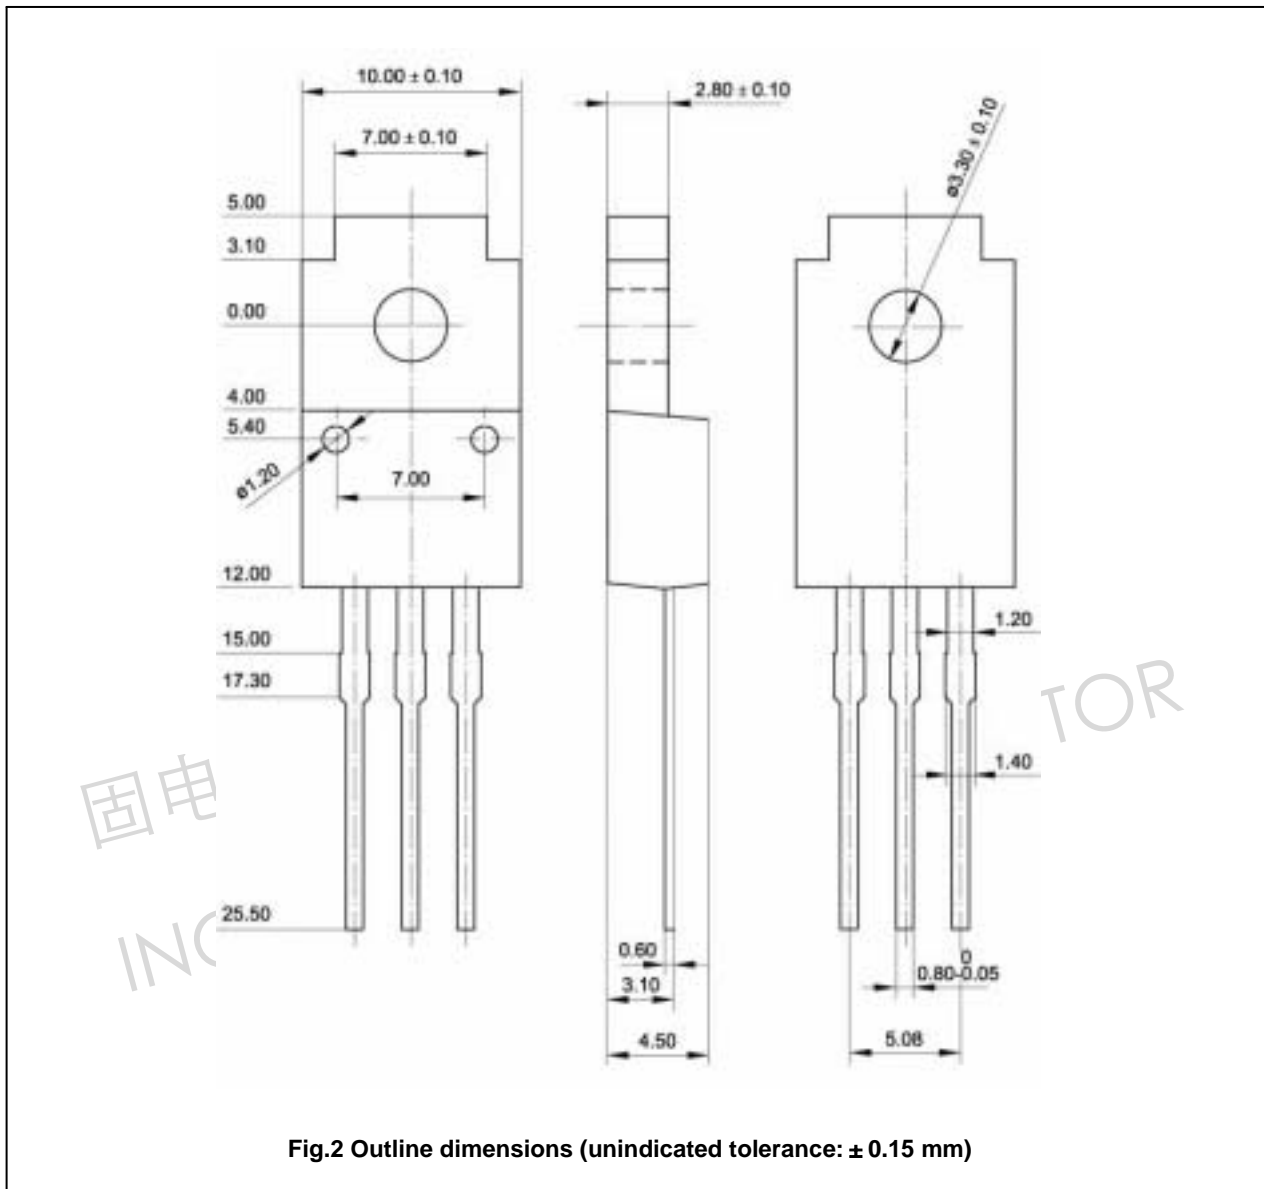 10.00 ± 0.10
2.80 ± 0.10
ø3.30 ± 0.10
7.00 ± 0.10
5.00
3.10
0.00
4.00
5.40
ø1.20
7.00
12.00
15.00
1.20
17.30
TOR
1.40
固电
25.50
INC
0.60
0
0.80-0.05
3.10
4.50
5.08
Fig.2 Outline dimensions (unindicated tolerance: ± 0.15 mm)